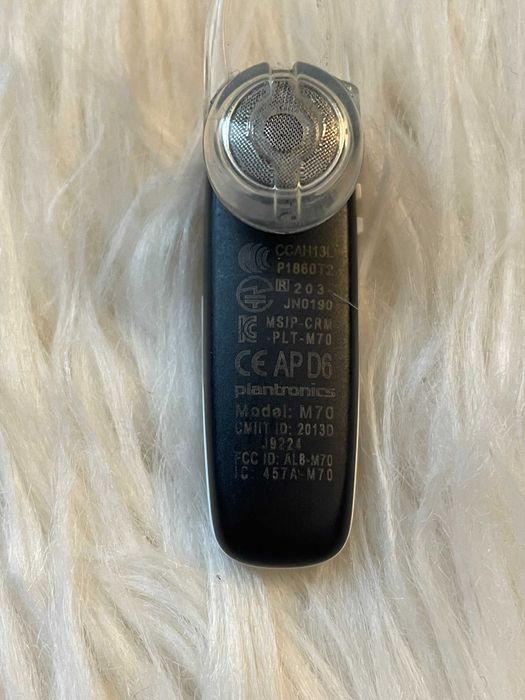 CCAH13L
P1860T2
R 203
JN0190
MSIP-CRM
-PLT-M70
CE AP D6
plantronics
Model: M70
CMIIT ID: 2013D
J9224
FCC ID: AL8-M70
IC: 457A-M70